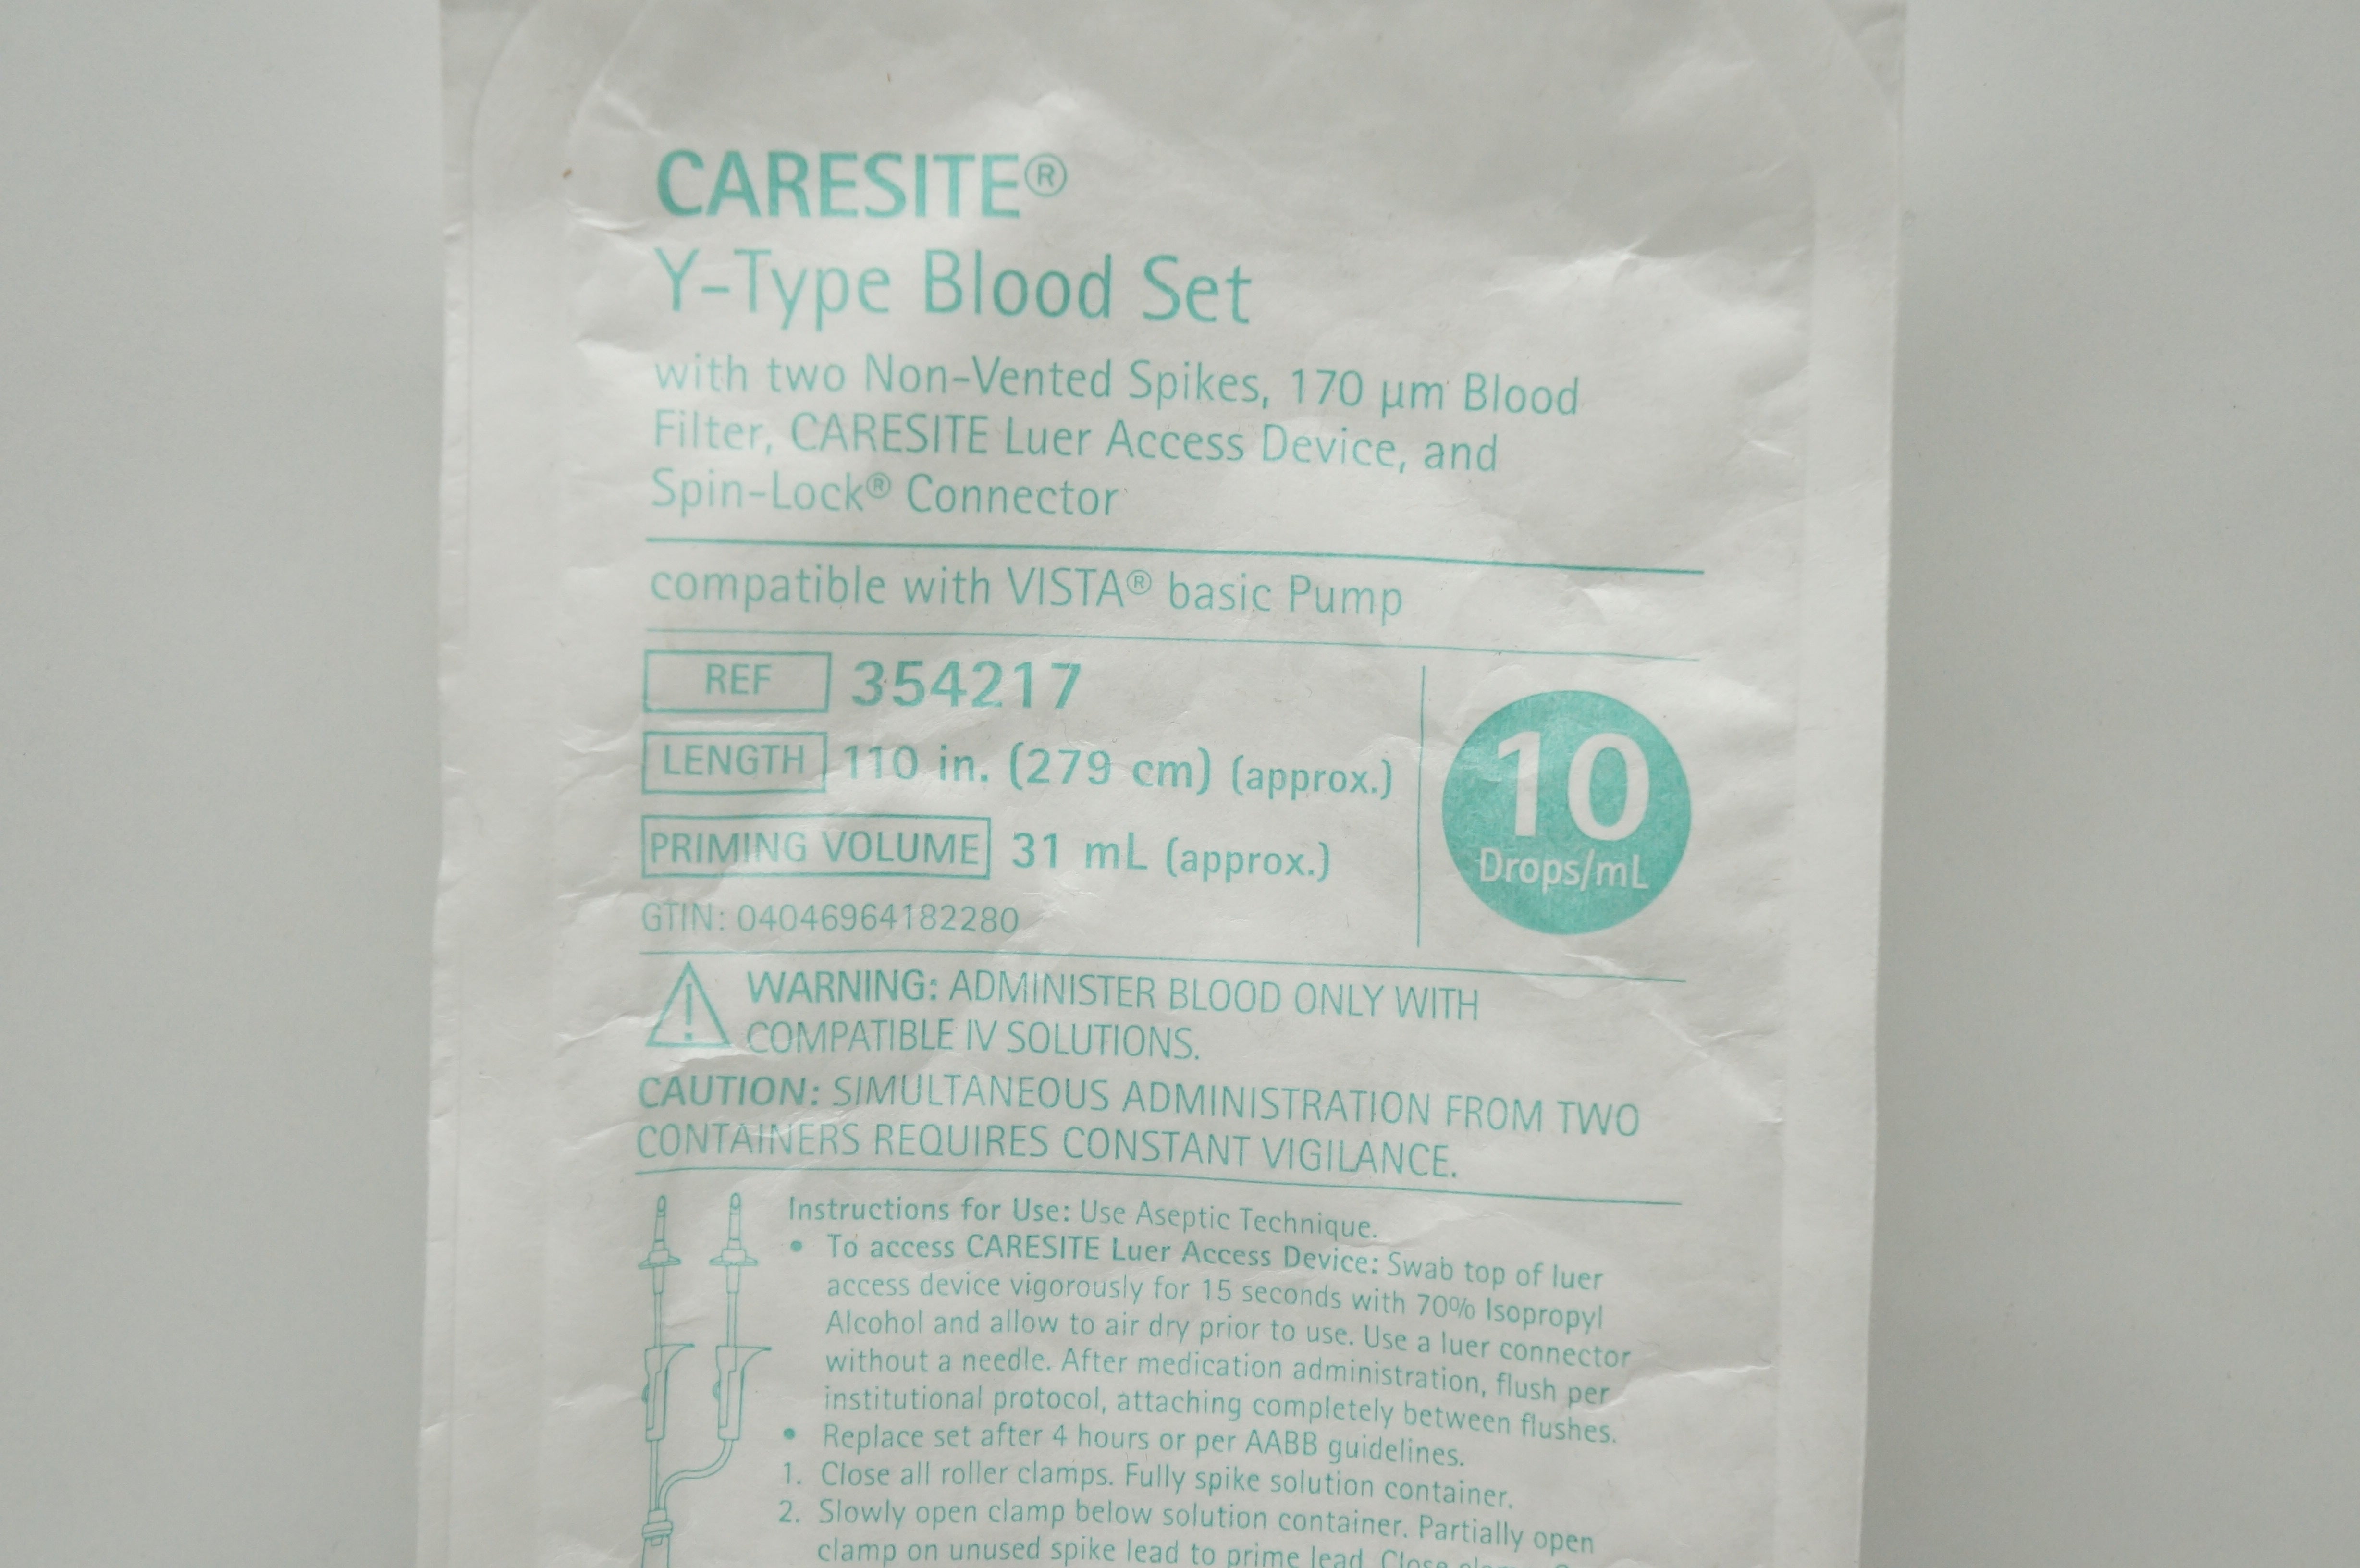 CARESITE®
Y-Type Blood Set
with two Non-Vented Spikes, 170 µm Blood
Filter, CARESITE Luer Access Device, and
Spin-Lock® Connector
compatible with VISTA® basic Pump
REF 354217
LENGTH 110 in. (279 cm) (approx.)
PRIMING VOLUME 31 mL (approx.)
10
Drops/mL
GTIN: 04046964182280
WARNING: ADMINISTER BLOOD ONLY WITH
COMPATIBLE IV SOLUTIONS.
CAUTION: SIMULTANEOUS ADMINISTRATION FROM TWO
CONTAINERS REQUIRES CONSTANT VIGILANCE.
Instructions for Use: Use Aseptic Technique.
• To access CARESITE Luer Access Device: Swab top of luer
access device vigorously for 15 seconds with 70% Isopropyl
Alcohol and allow to air dry prior to use. Use a luer connector
without a needle. After medication administration, flush per
institutional protocol, attaching completely between flushes.
• Replace set after 4 hours or per AABB guidelines.
1. Close all roller clamps. Fully spike solution container.
2. Slowly open clamp below solution container. Partially open
clamp on unused spike lead to prime lead. Close